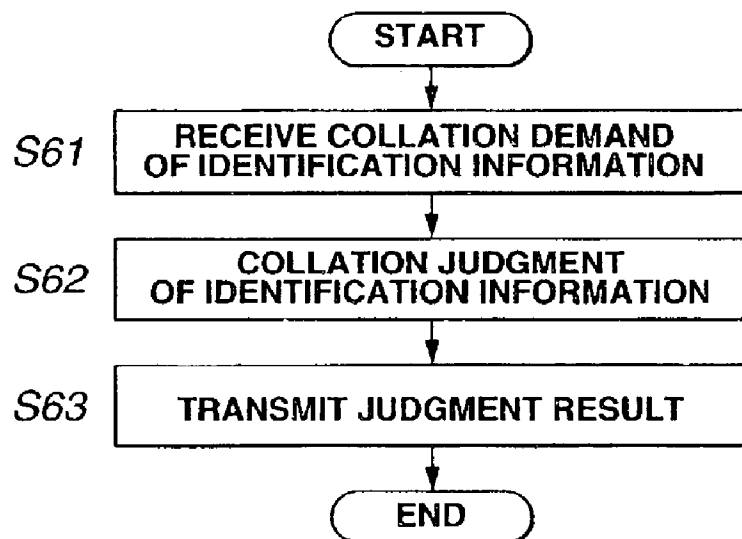 START
S61
RECEIVE COLLATION DEMAND
OF IDENTIFICATION INFORMATION
S62
COLLATION JUDGMENT
OF IDENTIFICATION INFORMATION
S63
TRANSMIT JUDGMENT RESULT
END